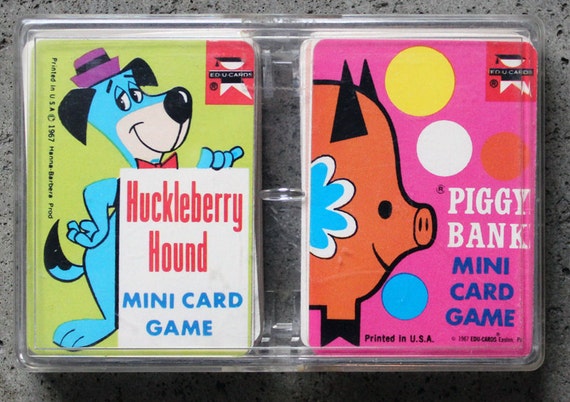 ED-U-CARDS
®
Printed in U.S.A © 1967 Hanna-Barbera Prod
Huckleberry
Hound
MINI CARD
GAME
ED-U-CARDS
®
® PIGGY
BANK
MINI
CARD
GAME
Printed in U.S.A.
© 1967 EDU-CARDS